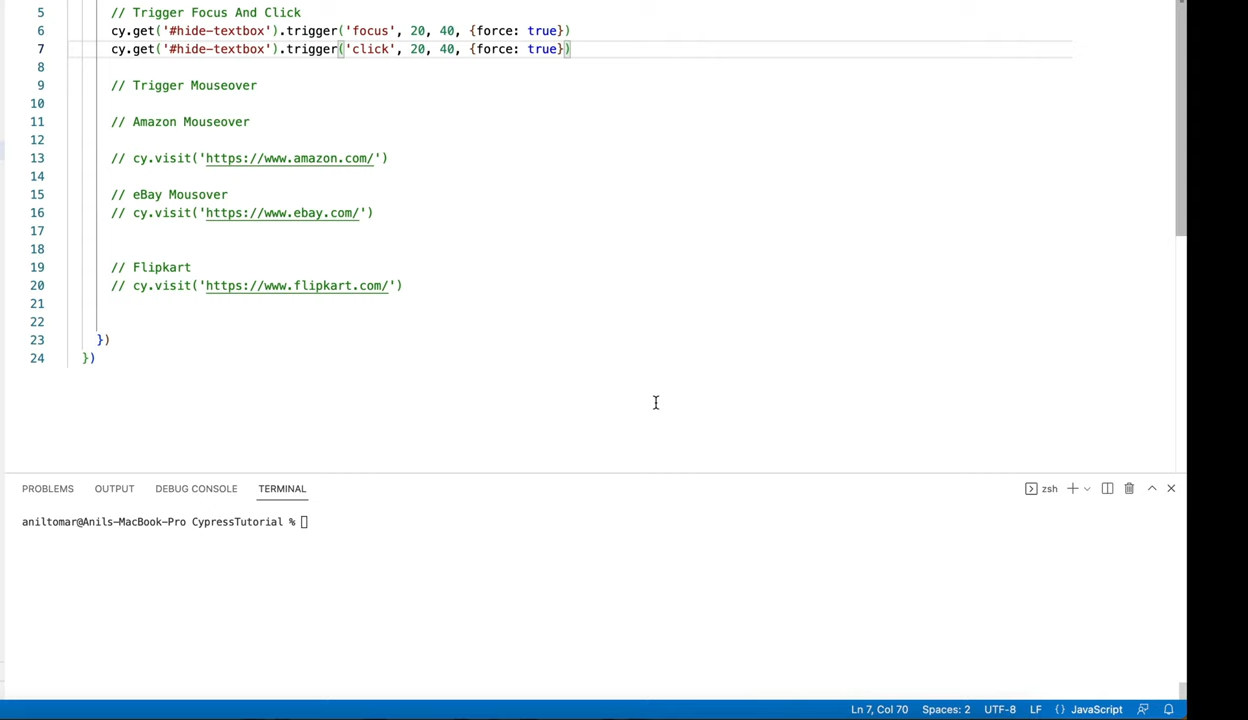 5 // Trigger Focus And Click
6 cy.get('#hide-textbox').trigger('focus', 20, 40, {force: true})
7 cy.get('#hide-textbox').trigger('click', 20, 40, {force: true})
8
9 // Trigger Mouseover
10
11 // Amazon Mouseover
12
13 // cy.visit('https://www.amazon.com/')
14
15 // eBay Mousover
16 // cy.visit('https://www.ebay.com/')
17
18
19 // Flipkart
20 // cy.visit('https://www.flipkart.com/')
21
22
23 })
24 })
PROBLEMS OUTPUT DEBUG CONSOLE TERMINAL zsh
aniltomar@Anils-MacBook-Pro CypressTutorial %
Ln 7, Col 70 Spaces: 2 UTF-8 LF {} JavaScript